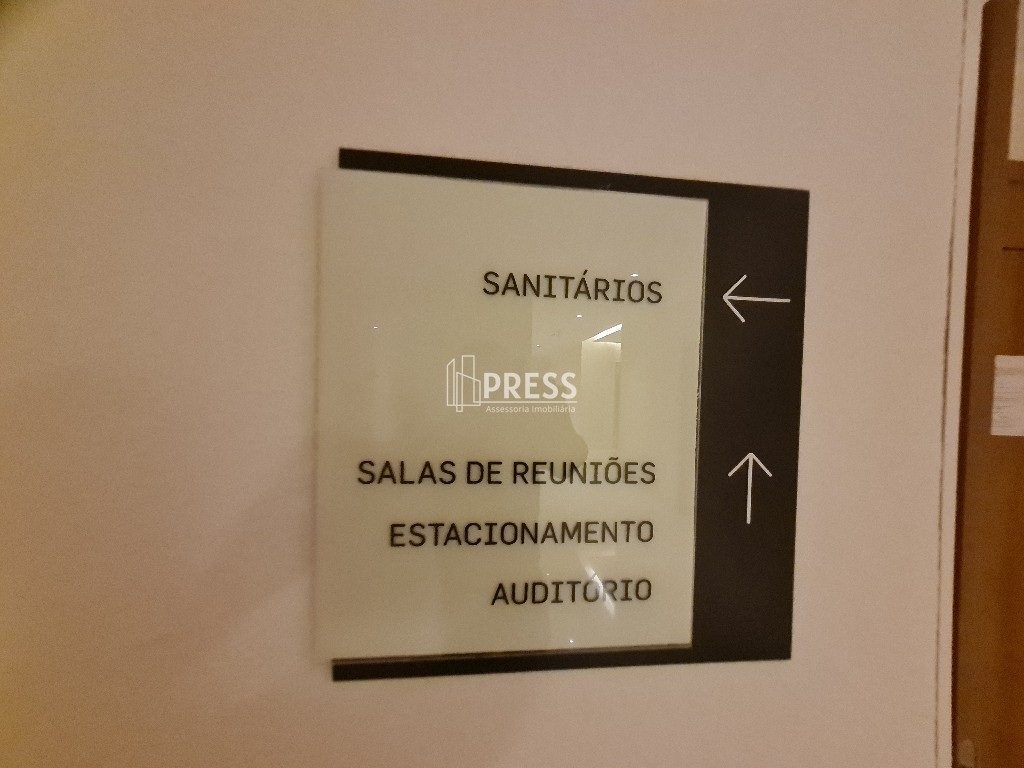 SANITÁRIOS
PRESS
Assessoria Imobiliária
SALAS DE REUNIÕES
ESTACIONAMENTO
AUDITÓRIO